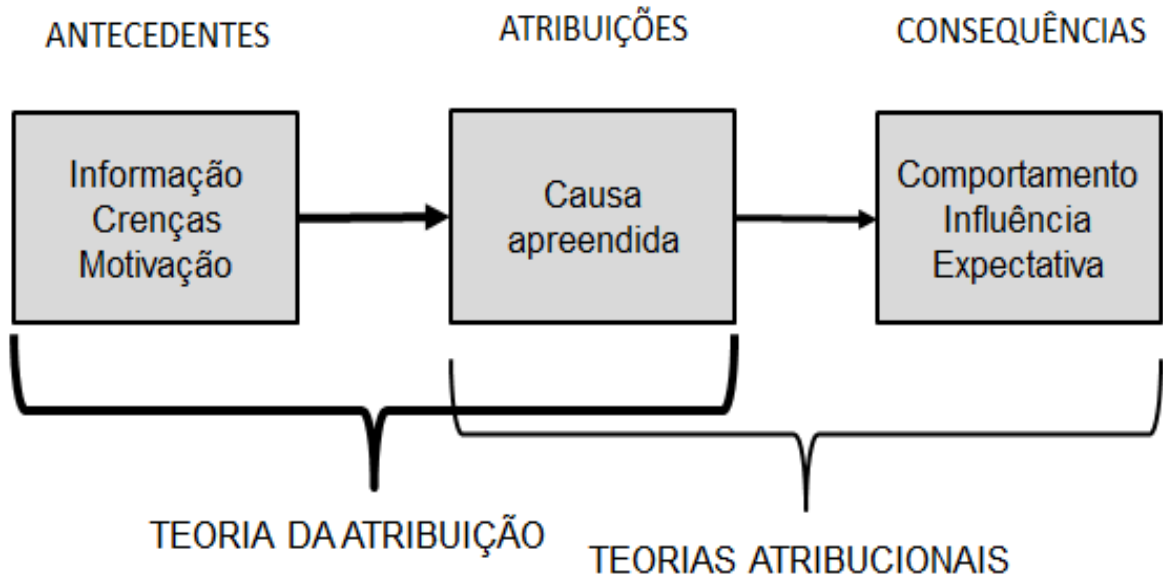 ANTECEDENTES
ATRIBUIÇÕES
CONSEQUÊNCIAS
Informação
Crenças
Motivação
Causa
apreendida
Comportamento
Influência
Expectativa
TEORIA DA ATRIBUIÇÃO
TEORIAS ATRIBUCIONAIS